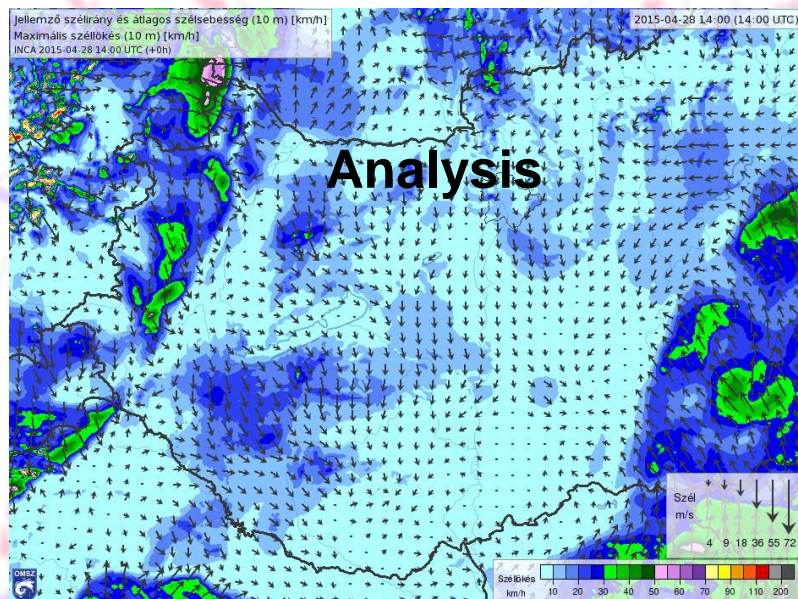 Jellemző szélirány és átlagos szélsebesség (10 m) [km/h]
Maximális széllökés (10 m) [km/h]
INCA 2015-04-28 14:00 UTC (+0h)
2015-04-28 14:00 (14:00 UTC)
Analysis
Szél
m/s
4 9 18 36 55 72
Széllökés
km/h
10 20 30 40 50 60 70 90 110 200
OMSZ